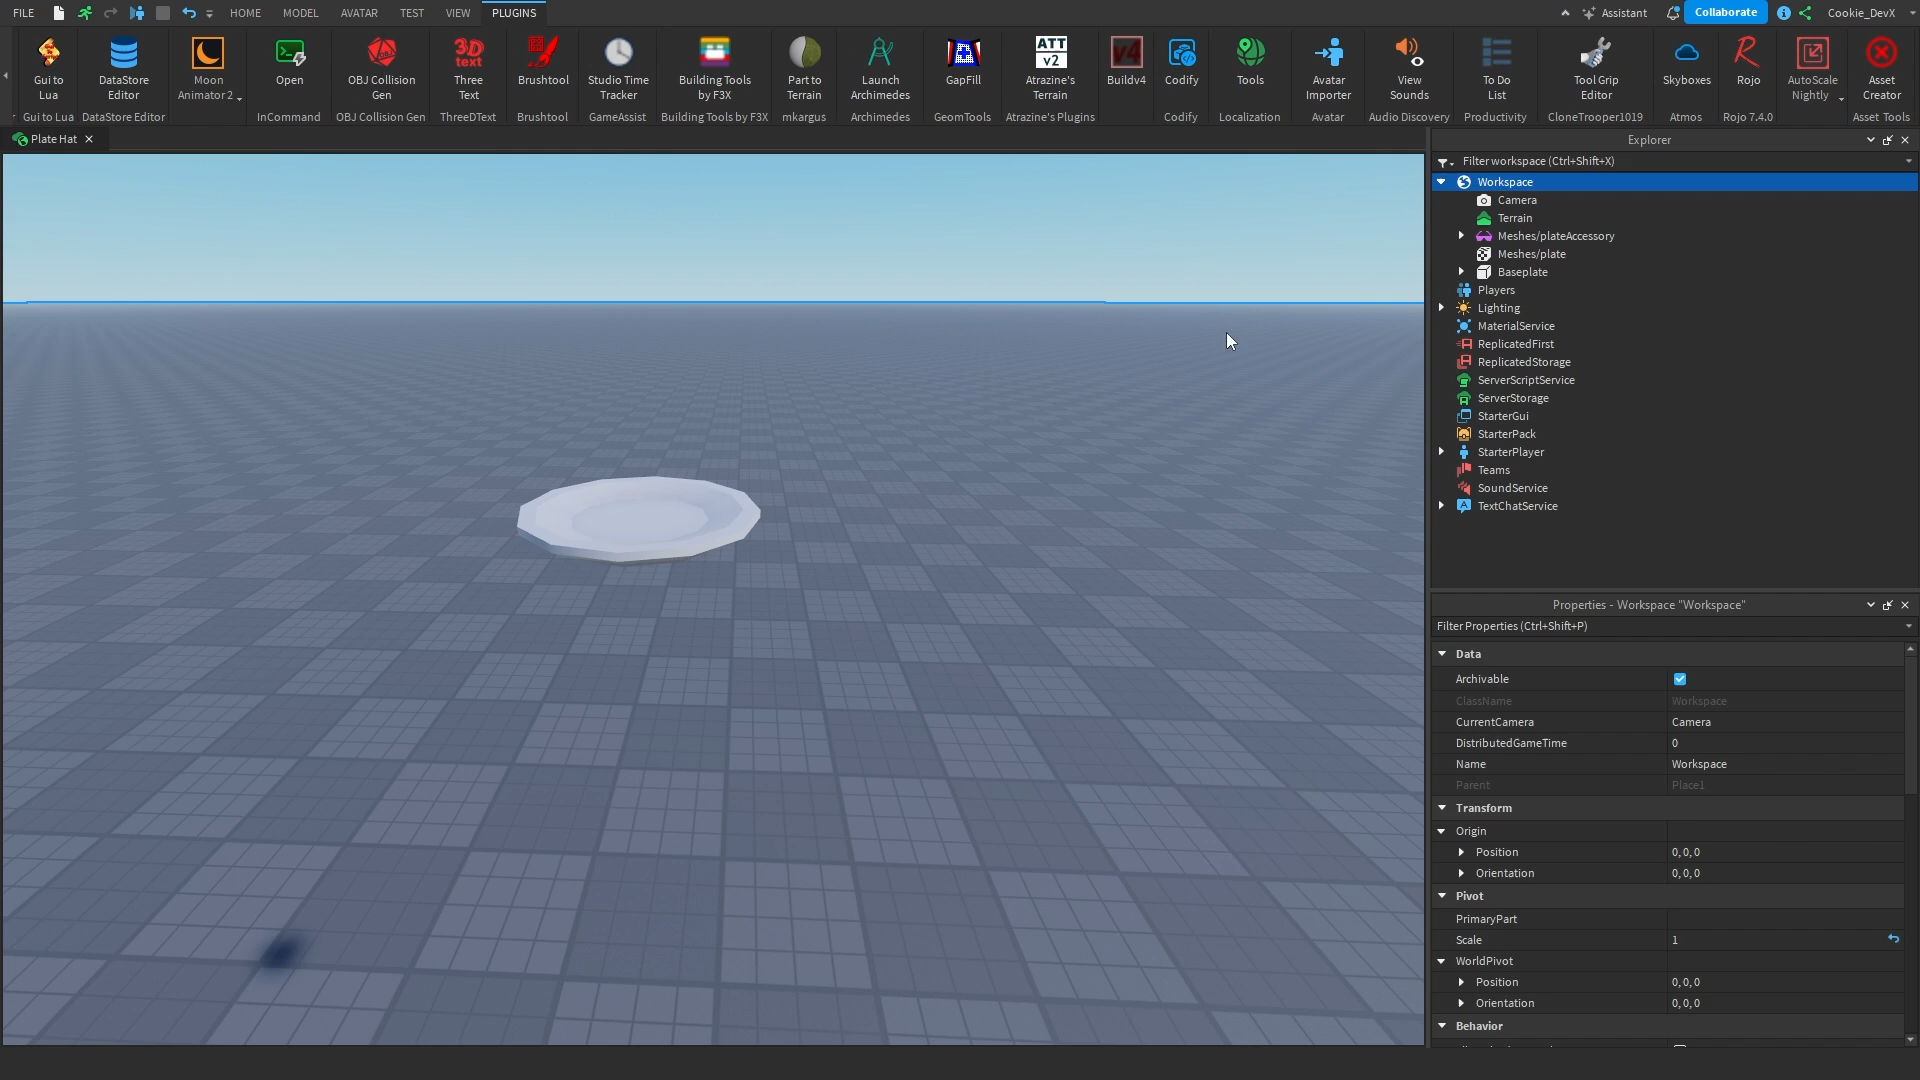 FILE HOME MODEL AVATAR TEST VIEW PLUGINS Assistant Collaborate Cookie_DevX
Gui to Lua
DataStore Editor
Moon Animator 2
Open
OBJ Collision Gen
3D text
Three Text
Brushtool
Studio Time Tracker
Building Tools by F3X
Part to Terrain
Launch Archimedes
GapFill
ATT v2
Atrazine's Terrain
v4
Buildv4
Codify
Tools
Avatar Importer
View Sounds
To Do List
Tool Grip Editor
Skyboxes
Rojo
AutoScale Nightly
Asset Creator
Gui to Lua DataStore Editor InCommand OBJ Collision Gen ThreeDText Brushtool GameAssist Building Tools by F3X mkargus Archimedes GeomTools Atrazine's Plugins Codify Localization Avatar Audio Discovery Productivity CloneTrooper1019 Atmos Rojo 7.4.0 Asset Tools
Plate Hat
Explorer
Filter workspace (Ctrl+Shift+X)
Workspace
Camera
Terrain
Meshes/plateAccessory
Meshes/plate
Baseplate
Players
Lighting
MaterialService
ReplicatedFirst
ReplicatedStorage
ServerScriptService
ServerStorage
StarterGui
StarterPack
StarterPlayer
Teams
SoundService
TextChatService
Properties - Workspace "Workspace"
Filter Properties (Ctrl+Shift+P)
Data
Archivable
ClassName Workspace
CurrentCamera Camera
DistributedGameTime 0
Name Workspace
Parent Place1
Transform
Origin
Position 0, 0, 0
Orientation 0, 0, 0
Pivot
PrimaryPart
Scale 1
WorldPivot
Position 0, 0, 0
Orientation 0, 0, 0
Behavior